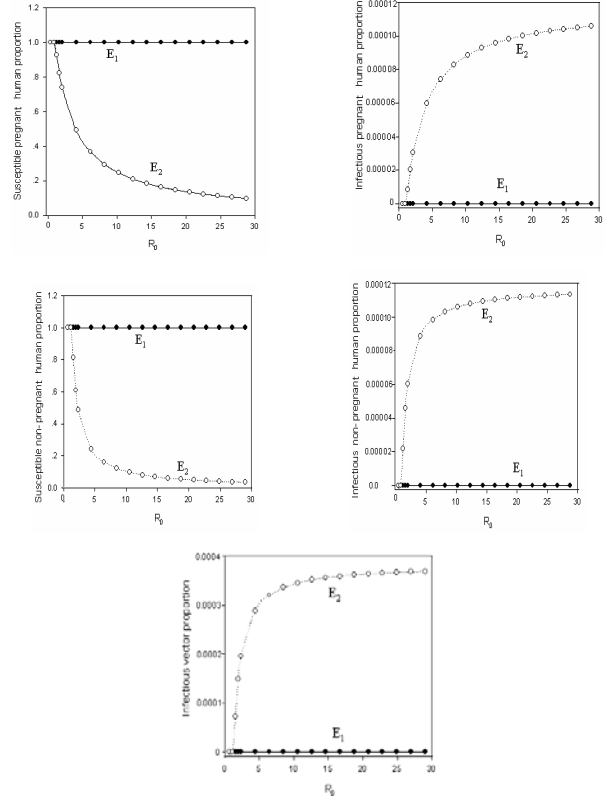 Susceptible pregnant human proportion
1.2
1.0
.8
.6
.4
.2
0.0
E1
E2
0 5 10 15 20 25 30
R0
Infectious pregnant human proportion
0.00012
0.00010
0.00008
0.00006
0.00004
0.00002
0
E2
E1
0 5 10 15 20 25 30
R0
Susceptible non-pregnant human proportion
1.2
1.0
.8
.6
.4
.2
0.0
E1
E2
0 5 10 15 20 25 30
R0
Infectious non-pregnant human proportion
0.00012
0.00010
0.00008
0.00006
0.00004
0.00002
0.0
E2
E1
0 5 10 15 20 25 30
R0
Infectious vector proportion
0.0004
0.0003
0.0002
0.0001
0
E2
E1
0 5 10 15 20 25 30
R0